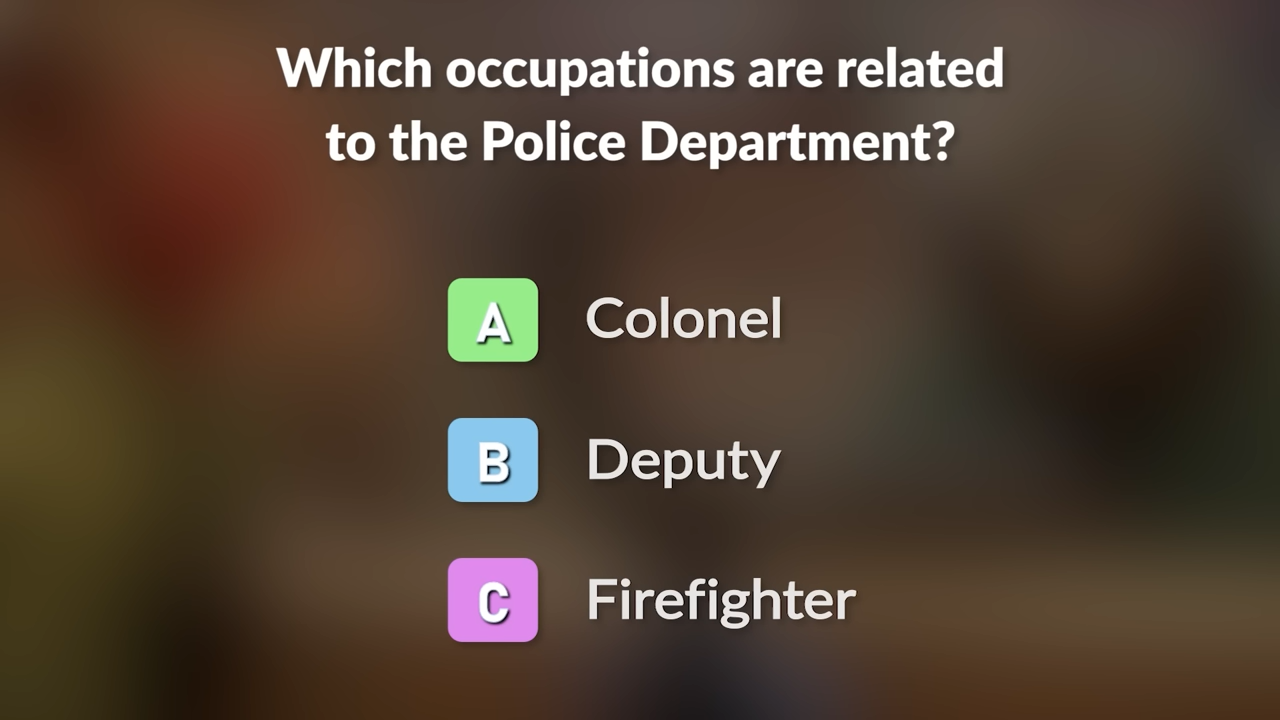 Which occupations are related
to the Police Department?
A Colonel
B Deputy
C Firefighter